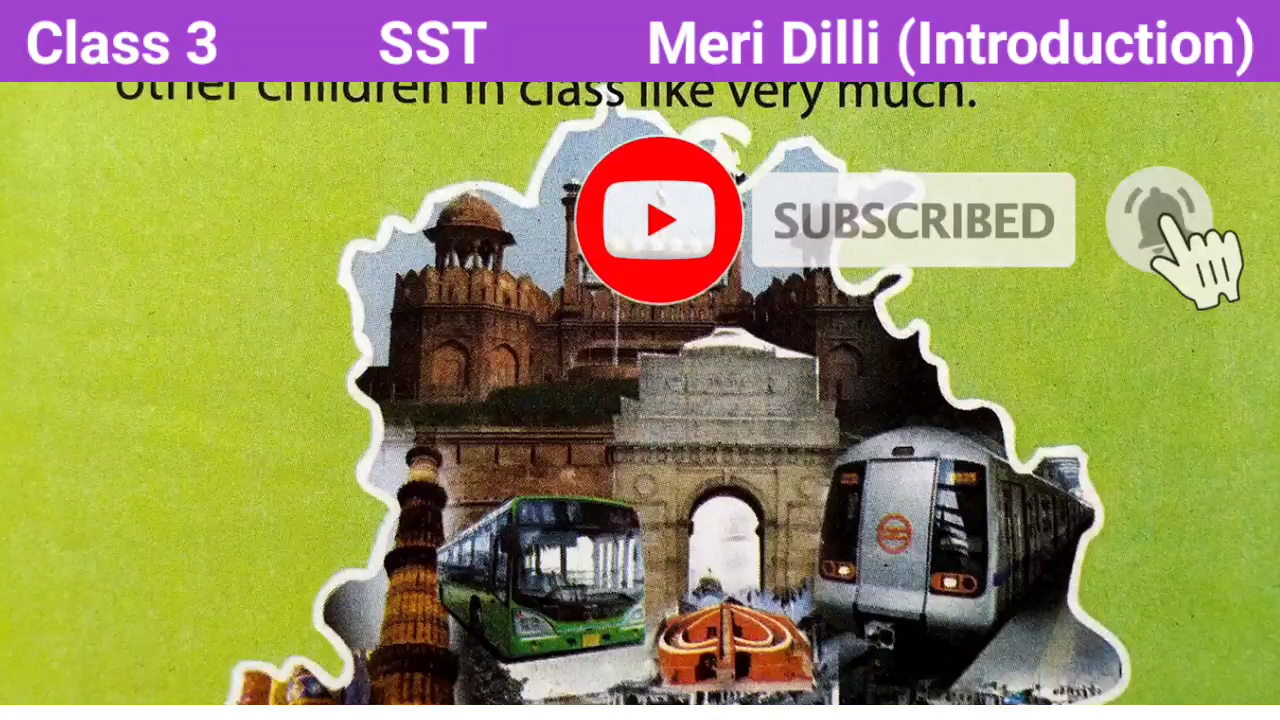 Class 3 SST Meri Dilli (Introduction)
other children in class like very much.
SUBSCRIBED